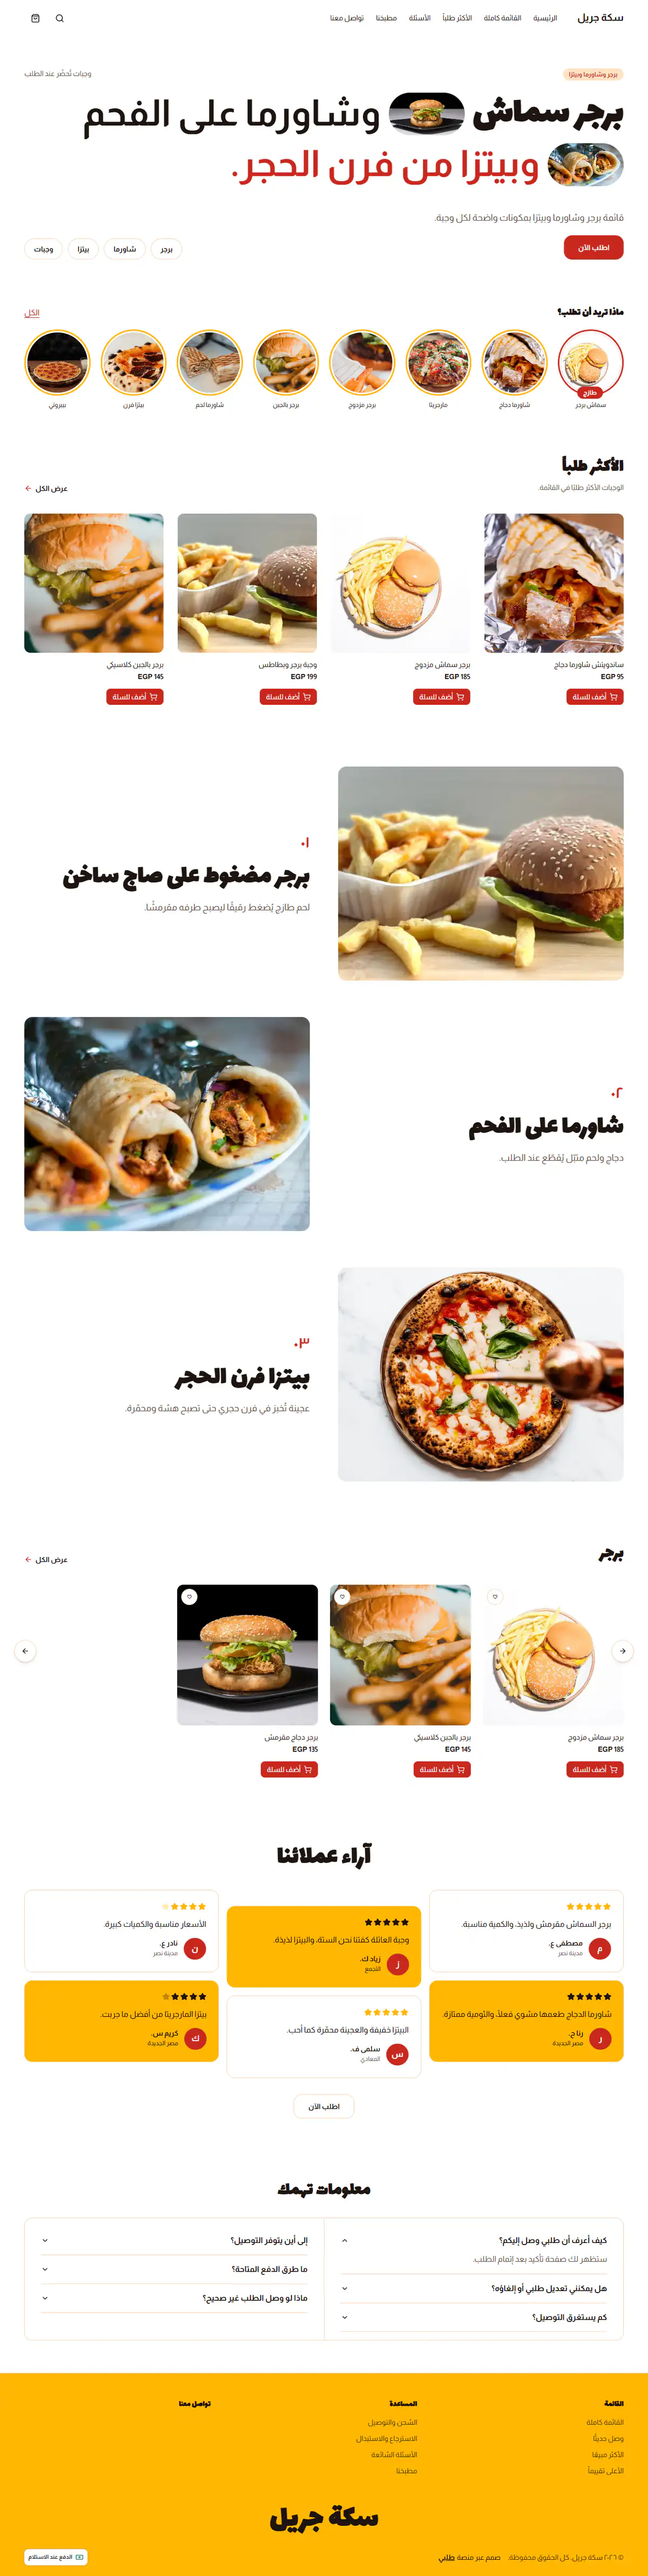 سكة جريل
الرئيسية
القائمة كاملة
الأكثر طلباً
الأسئلة
مطبخنا
تواصل معنا
برجر وشاورما وبيتزا
وجبات تُحضّر عند الطلب
برجر سماش وشاورما على الفحم
وبيتزا من فرن الحجر.
قائمة برجر وشاورما وبيتزا بمكونات واضحة لكل وجبة.
اطلب الآن
برجر
شاورما
بيتزا
وجبات
ماذا تريد أن تطلب؟
الكل
طازج
سماش برجر
شاورما دجاج
مارجريتا
برجر مزدوج
برجر بالجبن
شاورما لحم
بيتزا فرن
بيبروني
الأكثر طلباً
الوجبات الأكثر طلبًا في القائمة.
عرض الكل
ساندويتش شاورما دجاج
95 EGP
أضف للسلة
برجر سماش مزدوج
185 EGP
أضف للسلة
وجبة برجر وبطاطس
199 EGP
أضف للسلة
برجر بالجبن كلاسيكي
145 EGP
أضف للسلة
٠١
برجر مضغوط على صاج ساخن
لحم طازج يُضغط رقيقًا ليصبح طرفه مقرمشًا.
٠٢
شاورما على الفحم
دجاج ولحم متبّل يُقطّع عند الطلب.
٠٣
بيتزا فرن الحجر
عجينة تُخبز في فرن حجري حتى تصبح هشة ومحمّرة.
برجر
عرض الكل
برجر سماش مزدوج
185 EGP
أضف للسلة
برجر بالجبن كلاسيكي
145 EGP
أضف للسلة
برجر دجاج مقرمش
135 EGP
أضف للسلة
آراء عملائنا
برجر السماش مقرمش ولذيذ، والكمية مناسبة.
م
مصطفى ع.
مدينة نصر
شاورما الدجاج طعمها مشوي فعلًا، والثومية ممتازة.
ر
رنا ح.
مصر الجديدة
وجبة العائلة كفتنا نحن الستة، والبيتزا لذيذة.
ز
زياد ك.
التجمع
البيتزا خفيفة والعجينة محمّرة كما أحب.
س
سلمى ف.
المعادي
الأسعار مناسبة والكميات كبيرة.
ن
نادر ع.
مدينة نصر
بيتزا المارجريتا من أفضل ما جربت.
ك
كريم س.
مصر الجديدة
اطلب الآن
معلومات تهمك
كيف أعرف أن طلبي وصل إليكم؟
ستظهر لك صفحة تأكيد بعد إتمام الطلب.
هل يمكنني تعديل طلبي أو إلغاؤه؟
كم يستغرق التوصيل؟
إلى أين يتوفر التوصيل؟
ما طرق الدفع المتاحة؟
ماذا لو وصل الطلب غير صحيح؟
القائمة
القائمة كاملة
وصل حديثًا
الأكثر مبيعًا
الأعلى تقييماً
المساعدة
الشحن والتوصيل
الاسترجاع والاستبدال
الأسئلة الشائعة
مطبخنا
تواصل معنا
سكة جريل
© ٢٠٢٦ سكة جريل. كل الحقوق محفوظة. صمم عبر منصة طلبي
الدفع عند الاستلام